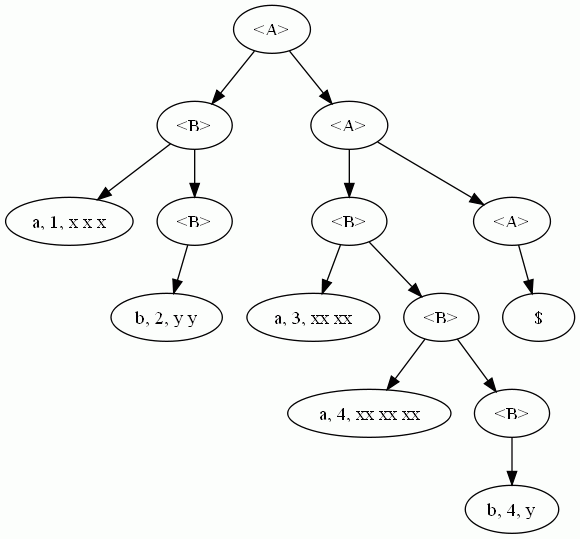 <A>
<B>
<A>
a, 1, x x x
<B>
<B>
<A>
b, 2, y y
a, 3, xx xx
<B>
$
a, 4, xx xx xx
<B>
b, 4, y